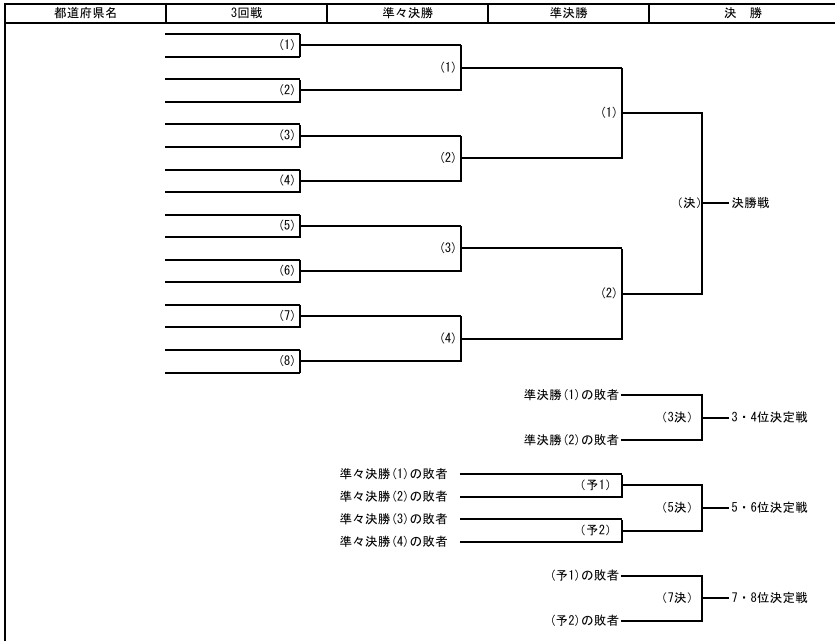 都道府県名 3回戦 準々決勝 準決勝 決 勝
(1)
(1)
(2)
(1)
(3)
(2)
(4)
(決) 決勝戦
(5)
(3)
(6)
(2)
(7)
(4)
(8)
準決勝(1)の敗者
(3決) 3・4位決定戦
準決勝(2)の敗者
準々決勝(1)の敗者
(予1)
準々決勝(2)の敗者
(5決) 5・6位決定戦
準々決勝(3)の敗者
(予2)
準々決勝(4)の敗者
(予1)の敗者
(7決) 7・8位決定戦
(予2)の敗者